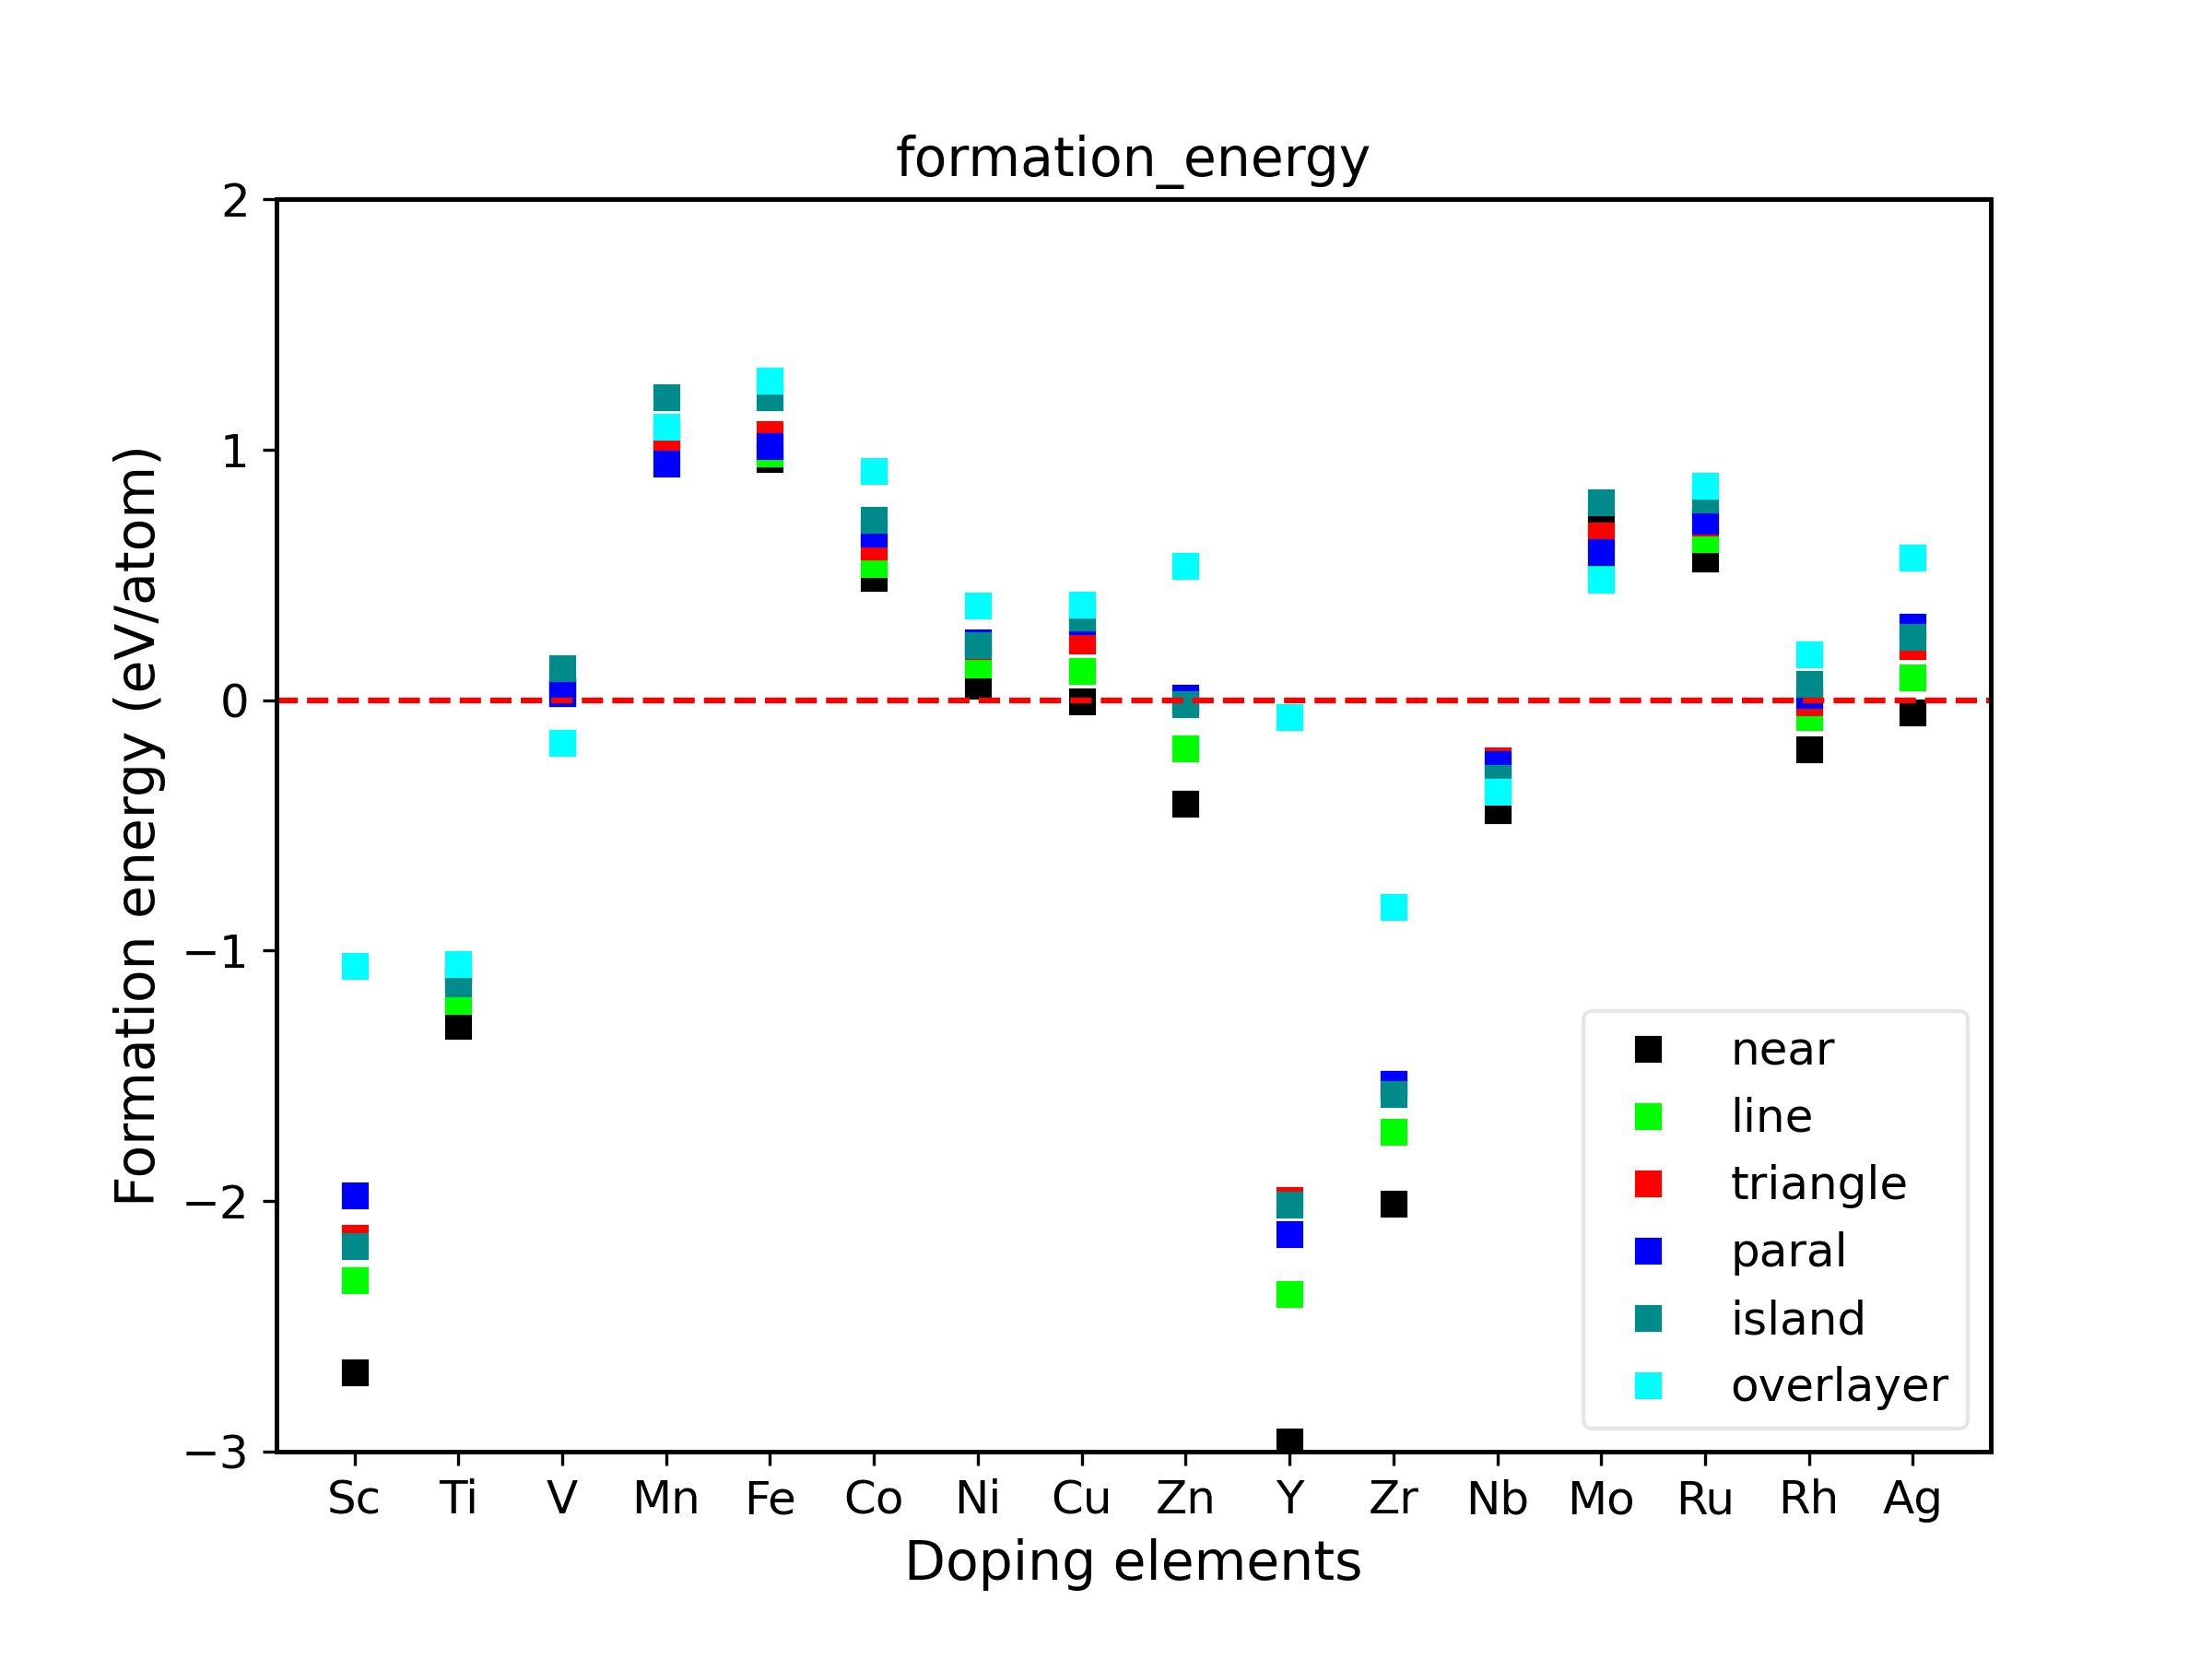 formation_energy
Formation energy (eV/atom)
2
1
0
−1
−2
−3
near
line
triangle
paral
island
overlayer
Sc Ti V Mn Fe Co Ni Cu Zn Y Zr Nb Mo Ru Rh Ag
Doping elements